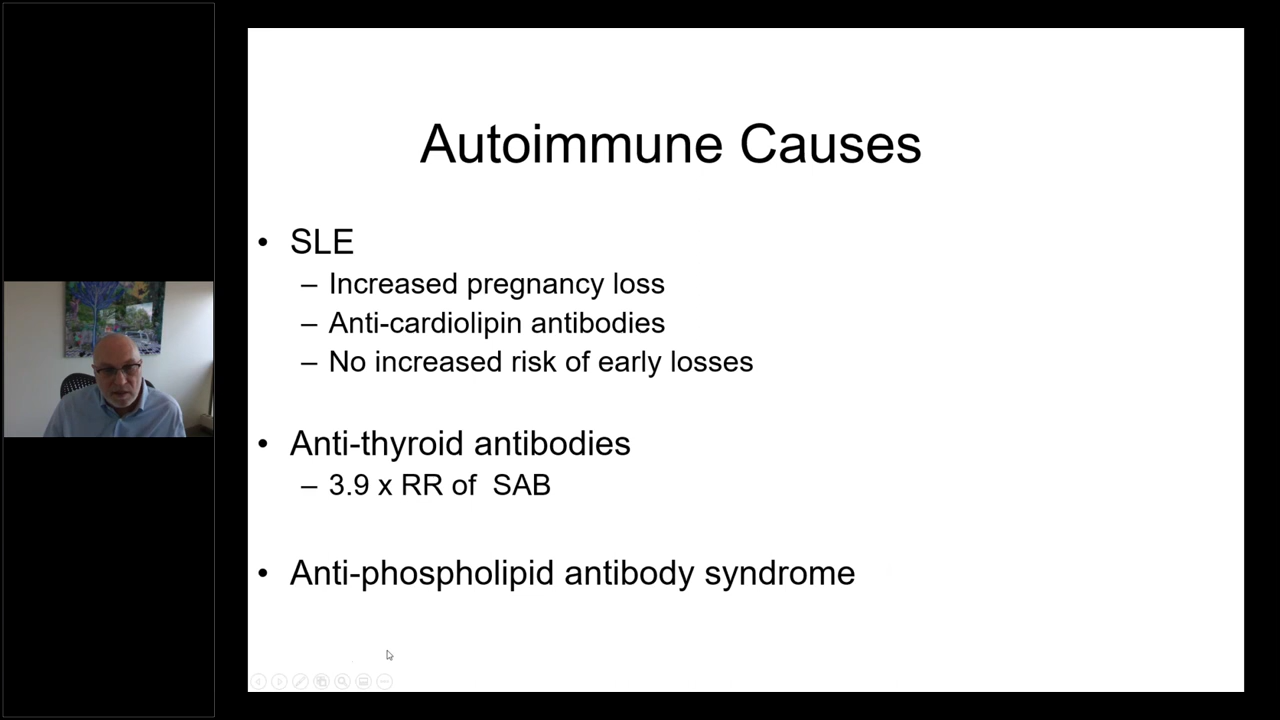 Autoimmune Causes
• SLE
– Increased pregnancy loss
– Anti-cardiolipin antibodies
– No increased risk of early losses
• Anti-thyroid antibodies
– 3.9 x RR of  SAB
• Anti-phospholipid antibody syndrome